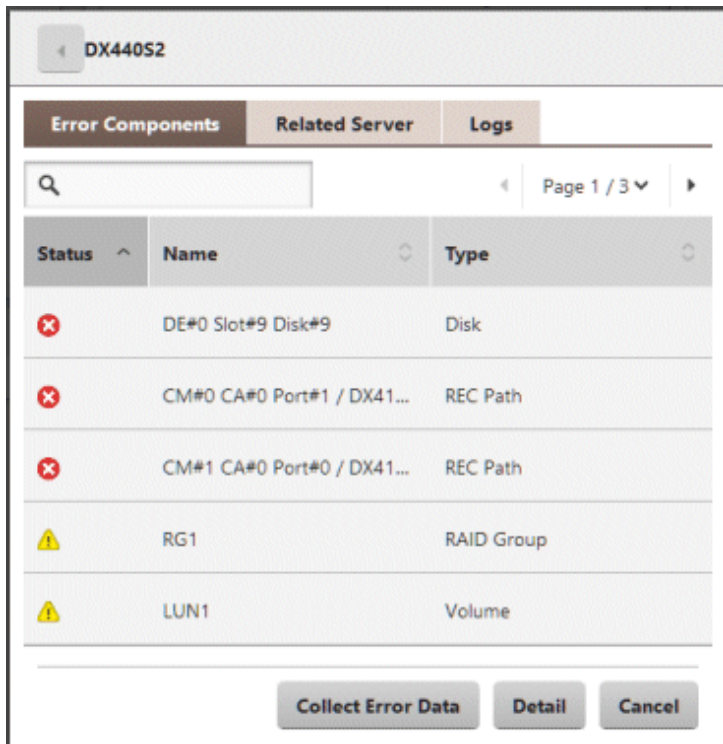 DX440S2
Error Components Related Server Logs
Page 1 / 3
Status Name Type
DE#0 Slot#9 Disk#9 Disk
CM#0 CA#0 Port#1 / DX41... REC Path
CM#1 CA#0 Port#0 / DX41... REC Path
RG1 RAID Group
LUN1 Volume
Collect Error Data Detail Cancel